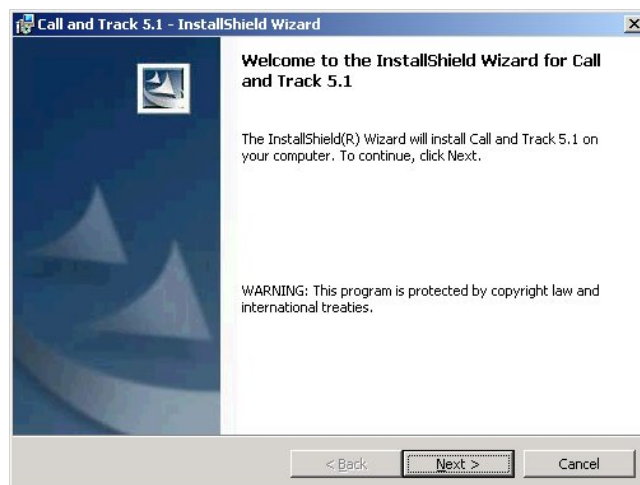 Call and Track 5.1 - InstallShield Wizard
Welcome to the InstallShield Wizard for Call
and Track 5.1
The InstallShield(R) Wizard will install Call and Track 5.1 on
your computer. To continue, click Next.
WARNING: This program is protected by copyright law and
international treaties.
< Back
Next >
Cancel